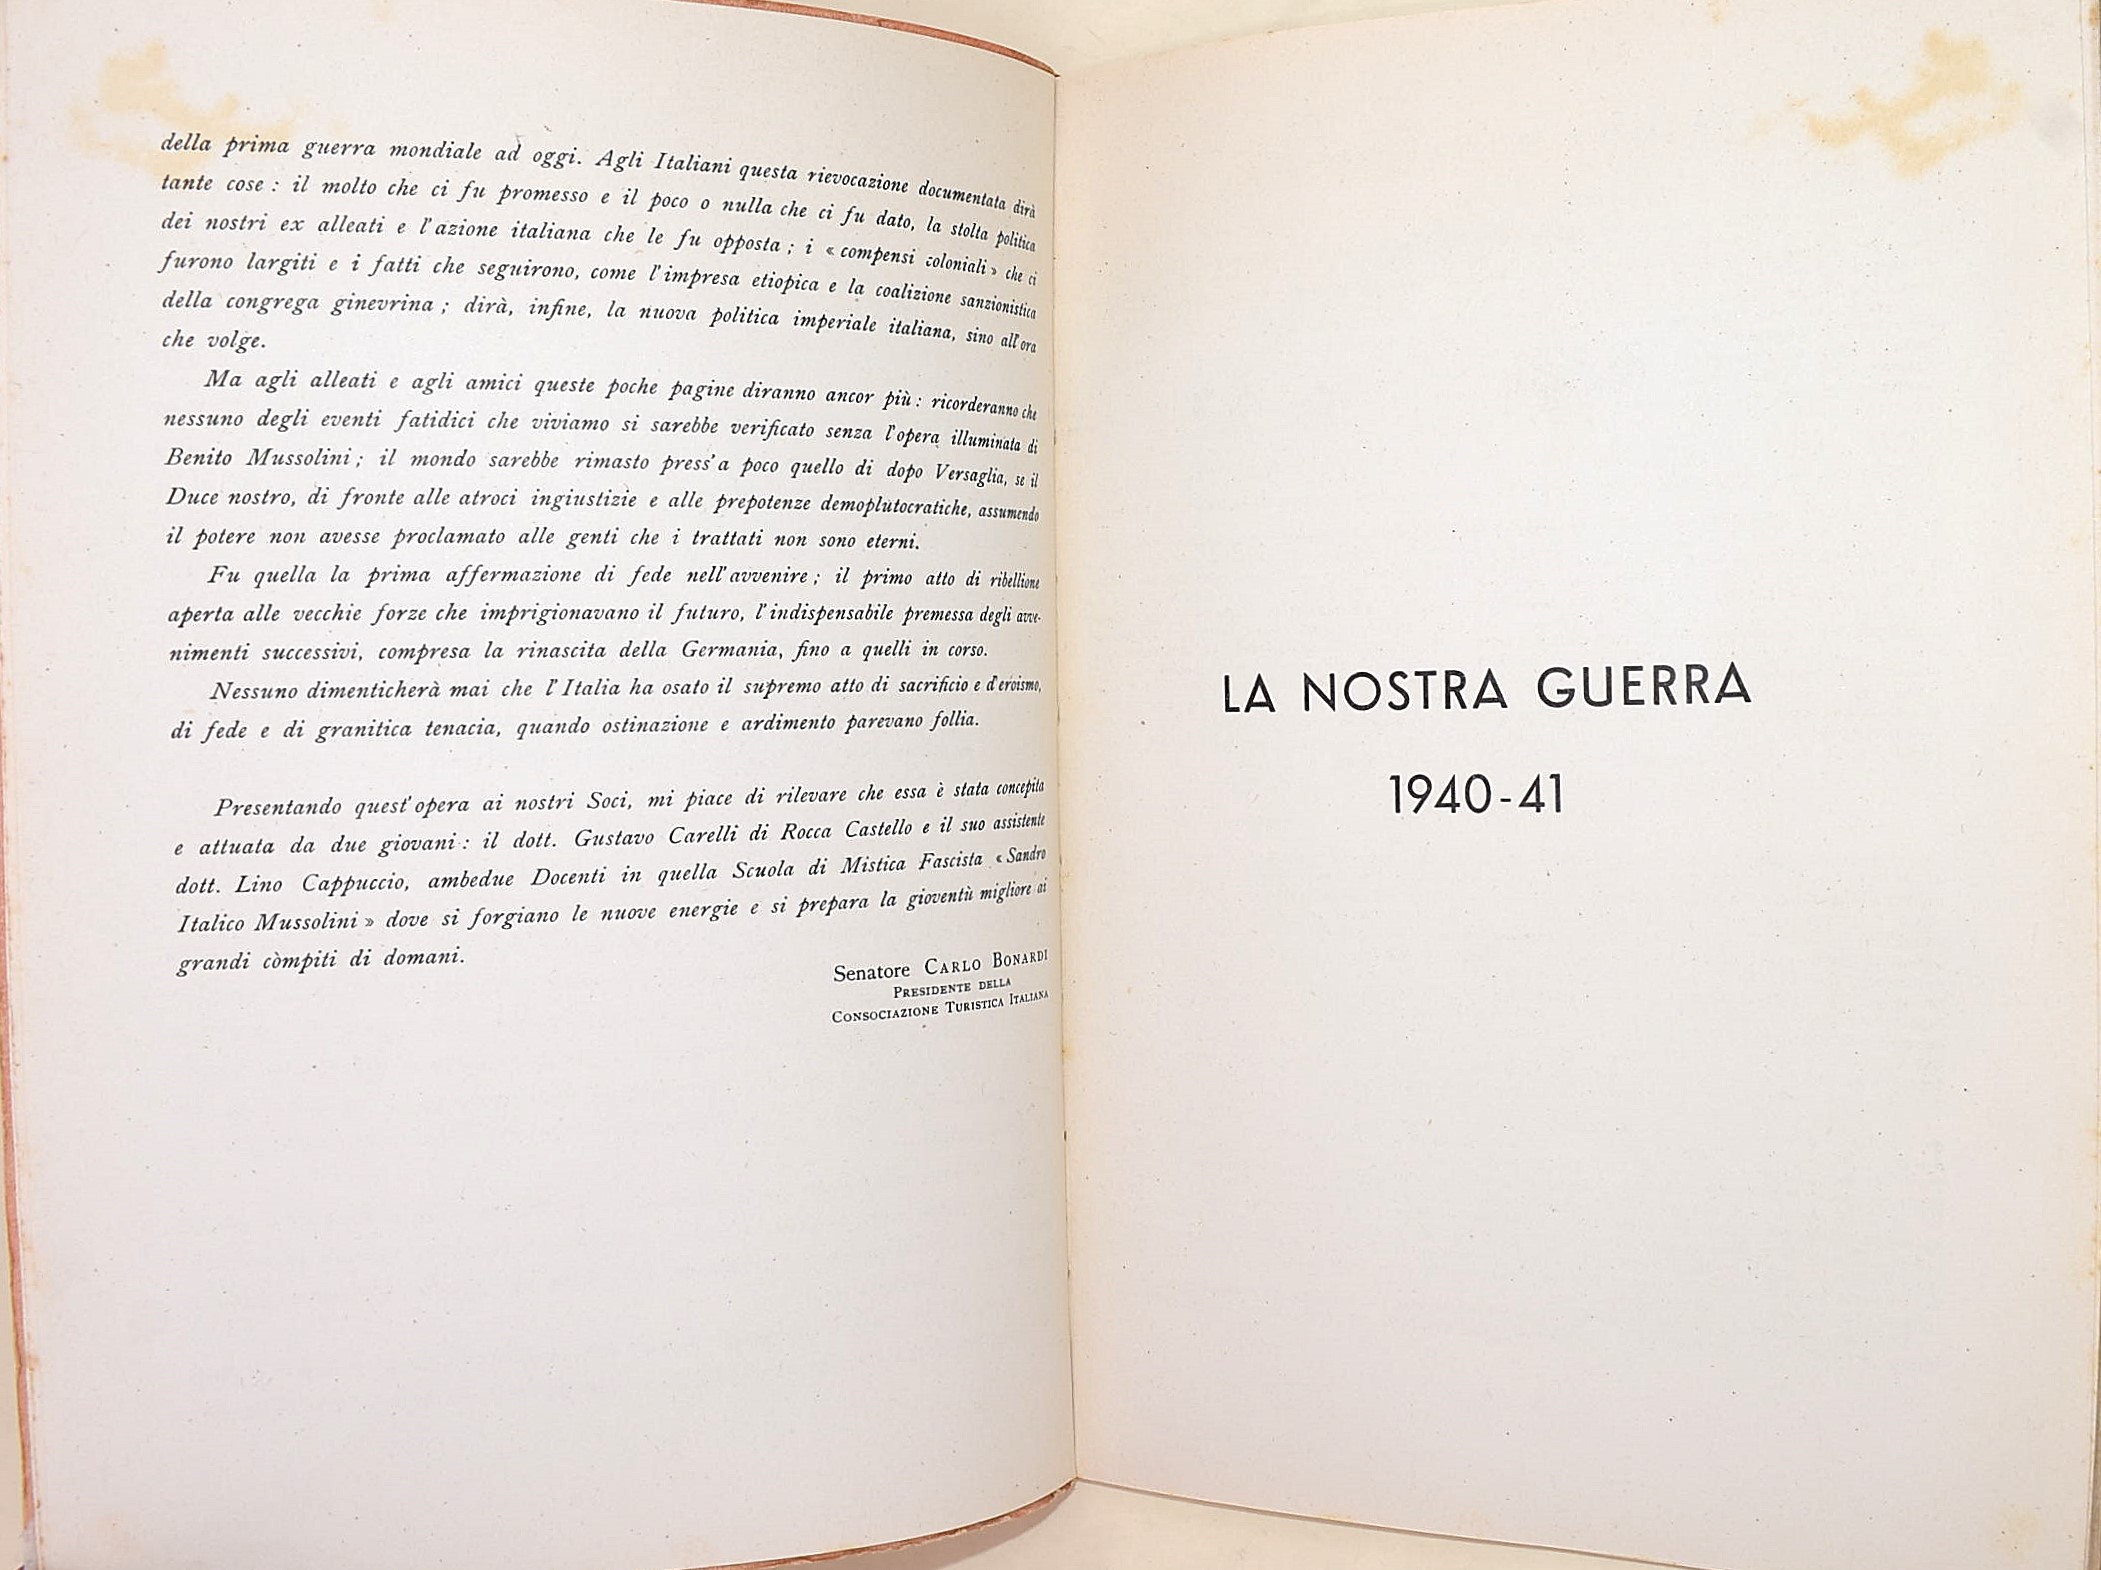 della prima guerra mondiale ad oggi. Agli Italiani questa rievocazione documentata dirà
tante cose : il molto che ci fu promesso e il poco o nulla che ci fu dato, la stolta politica
dei nostri ex alleati e l'azione italiana che le fu opposta ; i « compensi coloniali » che ci
furono largiti e i fatti che seguirono, come l'impresa etiopica e la coalizione sanzionistica
della congrega ginevrina ; dirà, infine, la nuova politica imperiale italiana, sino all'ora
che volge.
Ma agli alleati e agli amici queste poche pagine diranno ancor più : ricorderanno che
nessuno degli eventi fatidici che viviamo si sarebbe verificato senza l'opera illuminata di
Benito Mussolini ; il mondo sarebbe rimasto press'a poco quello di dopo Versaglia, se il
Duce nostro, di fronte alle atroci ingiustizie e alle prepotenze demoplutocratiche, assumendo
il potere non avesse proclamato alle genti che i trattati non sono eterni.
Fu quella la prima affermazione di fede nell'avvenire ; il primo atto di ribellione
aperta alle vecchie forze che imprigionavano il futuro, l'indispensabile premessa degli avve-
nimenti successivi, compresa la rinascita della Germania, fino a quelli in corso.
Nessuno dimenticherà mai che l'Italia ha osato il supremo atto di sacrificio e d'eroismo,
di fede e di granitica tenacia, quando ostinazione e ardimento parevano follia.
Presentando quest'opera ai nostri Soci, mi piace di rilevare che essa è stata concepita
e attuata da due giovani : il dott. Gustavo Carelli di Rocca Castello e il suo assistente
dott. Lino Cappuccio, ambedue Docenti in quella Scuola di Mistica Fascista « Sandro
Italico Mussolini » dove si forgiano le nuove energie e si prepara la gioventù migliore ai
grandi còmpiti di domani.
Senatore CARLO BONARDI
PRESIDENTE DELLA
CONSOCIAZIONE TURISTICA ITALIANA
LA NOSTRA GUERRA
1940-41